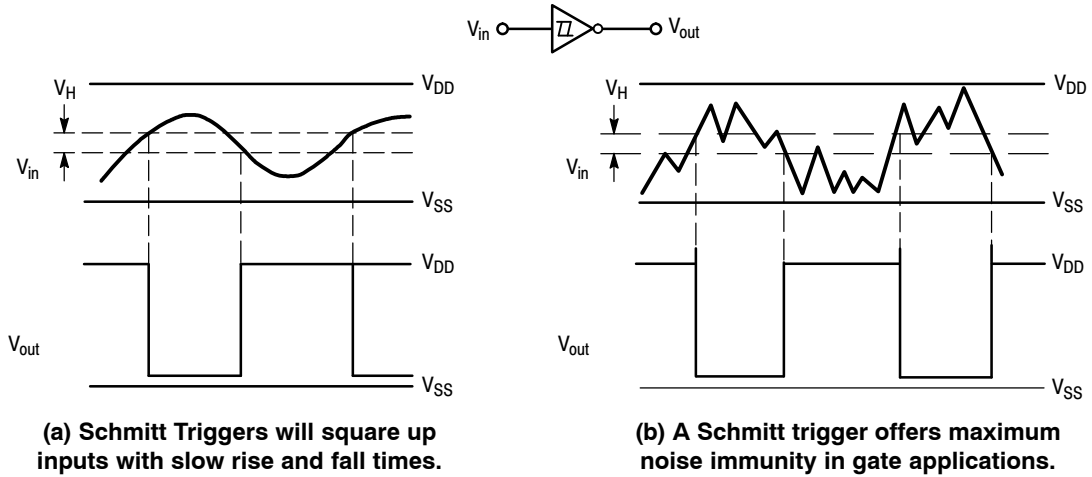 Vin
Vout
VH
VDD
Vin
VSS
VDD
Vout
VSS
(a) Schmitt Triggers will square up
inputs with slow rise and fall times.
VH
VDD
Vin
VSS
VDD
Vout
VSS
(b) A Schmitt trigger offers maximum
noise immunity in gate applications.